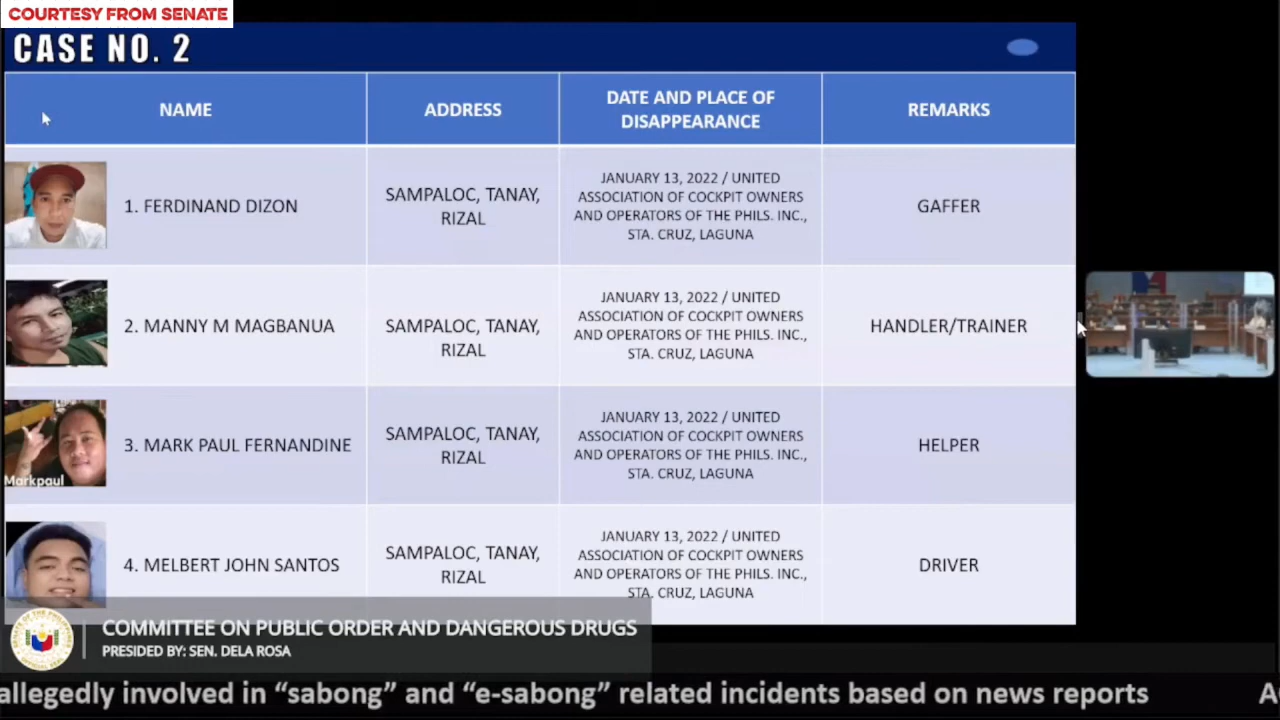 COURTESY FROM SENATE
CASE NO. 2
NAME
ADDRESS
DATE AND PLACE OF
DISAPPEARANCE
REMARKS
1. FERDINAND DIZON
SAMPALOC, TANAY,
RIZAL
JANUARY 13, 2022 / UNITED
ASSOCIATION OF COCKPIT OWNERS
AND OPERATORS OF THE PHILS. INC.,
STA. CRUZ, LAGUNA
GAFFER
2. MANNY M MAGBANUA
SAMPALOC, TANAY,
RIZAL
JANUARY 13, 2022 / UNITED
ASSOCIATION OF COCKPIT OWNERS
AND OPERATORS OF THE PHILS. INC.,
STA. CRUZ, LAGUNA
HANDLER/TRAINER
Markpaul
3. MARK PAUL FERNANDINE
SAMPALOC, TANAY,
RIZAL
JANUARY 13, 2022 / UNITED
ASSOCIATION OF COCKPIT OWNERS
AND OPERATORS OF THE PHILS. INC.,
STA. CRUZ, LAGUNA
HELPER
4. MELBERT JOHN SANTOS
SAMPALOC, TANAY,
RIZAL
JANUARY 13, 2022 / UNITED
ASSOCIATION OF COCKPIT OWNERS
AND OPERATORS OF THE PHILS. INC.,
STA. CRUZ, LAGUNA
DRIVER
COMMITTEE ON PUBLIC ORDER AND DANGEROUS DRUGS
PRESIDED BY: SEN. DELA ROSA
allegedly involved in “sabong” and “e-sabong” related incidents based on news reports